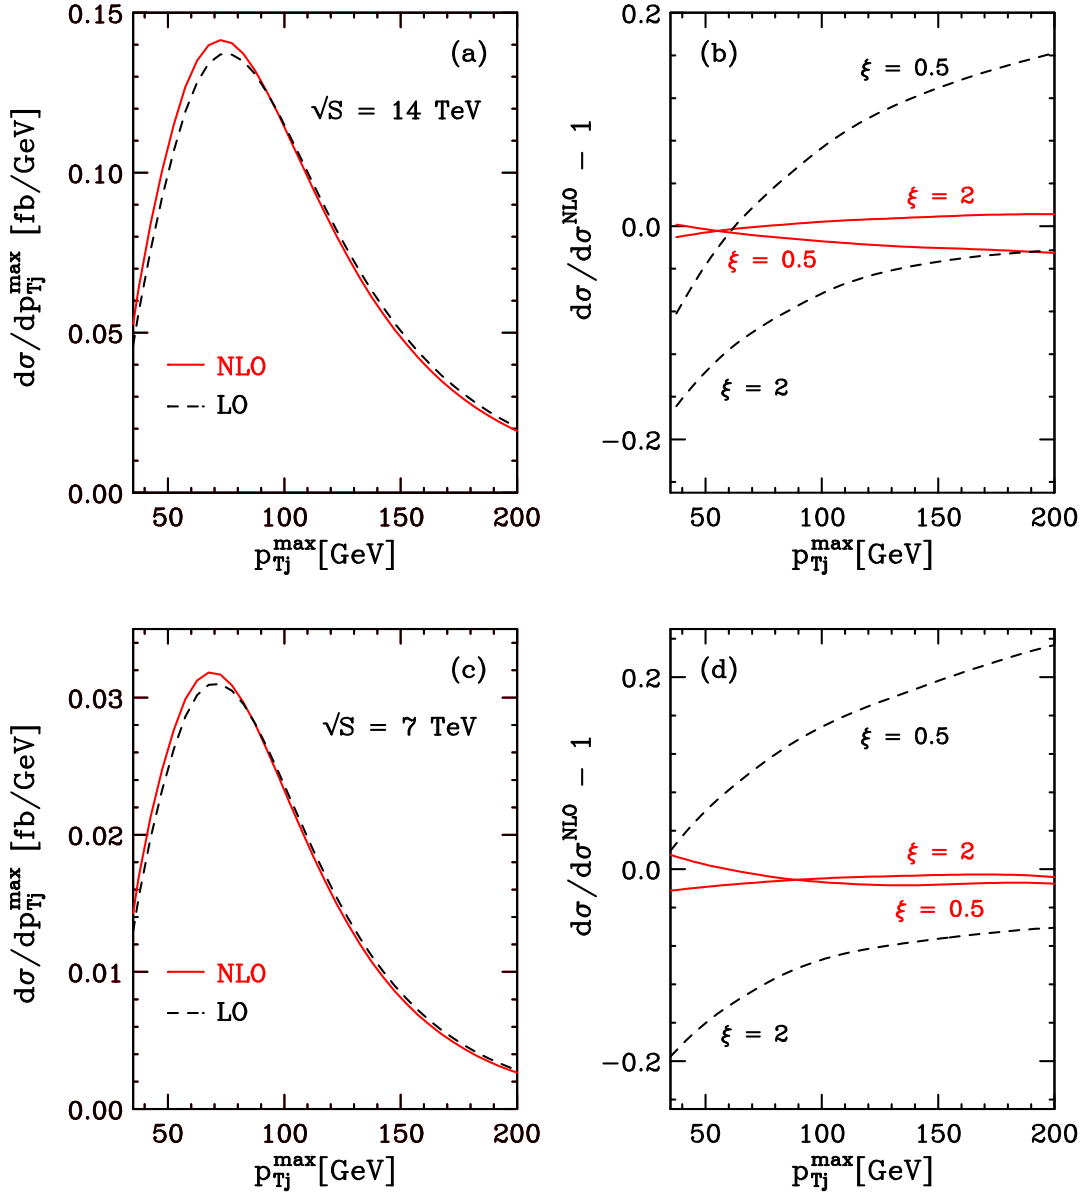 (a)
√S = 14 TeV
NLO
LO
0.15
0.10
0.05
0.00
50 100 150 200
dσ/dp_Tj^max [fb/GeV]
p_Tj^max[GeV]
(b)
ξ = 0.5
ξ = 2
ξ = 0.5
ξ = 2
0.2
0.0
−0.2
50 100 150 200
dσ/dσ^NLO − 1
p_Tj^max[GeV]
(c)
√S = 7 TeV
NLO
LO
0.03
0.02
0.01
0.00
50 100 150 200
dσ/dp_Tj^max [fb/GeV]
p_Tj^max[GeV]
(d)
ξ = 0.5
ξ = 2
ξ = 0.5
ξ = 2
0.2
0.0
−0.2
50 100 150 200
dσ/dσ^NLO − 1
p_Tj^max[GeV]